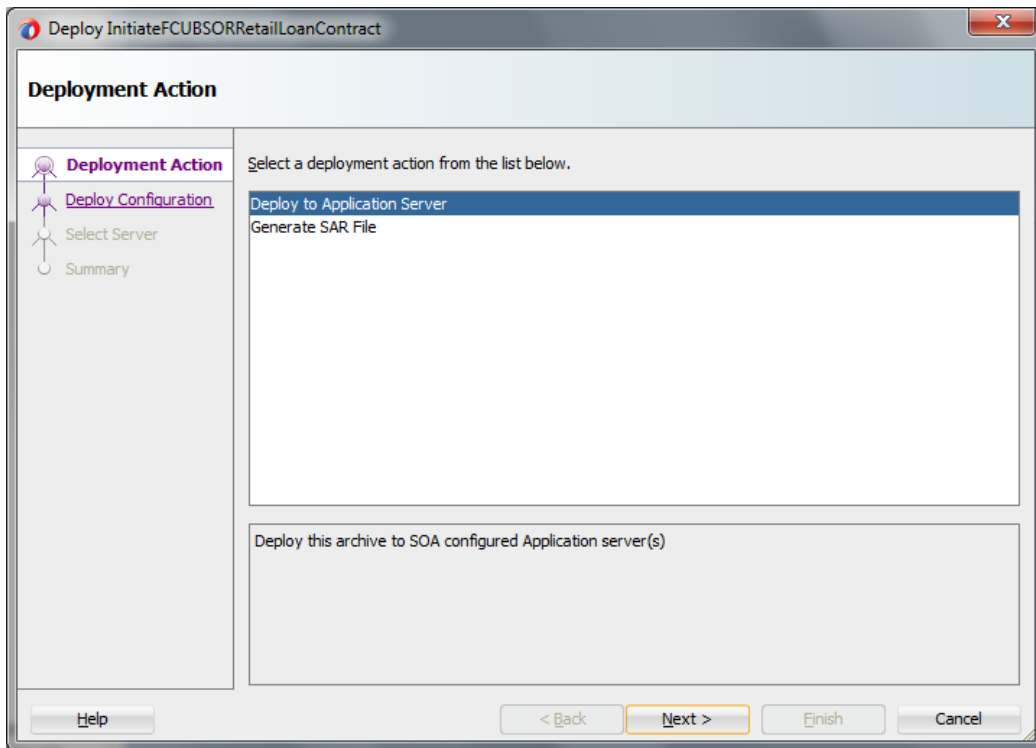 Deploy InitiateFCUBSORRetailLoanContract
Deployment Action
Deployment Action
Deploy Configuration
Select Server
Summary
Select a deployment action from the list below.
Deploy to Application Server
Generate SAR File
Deploy this archive to SOA configured Application server(s)
Help
< Back
Next >
Finish
Cancel